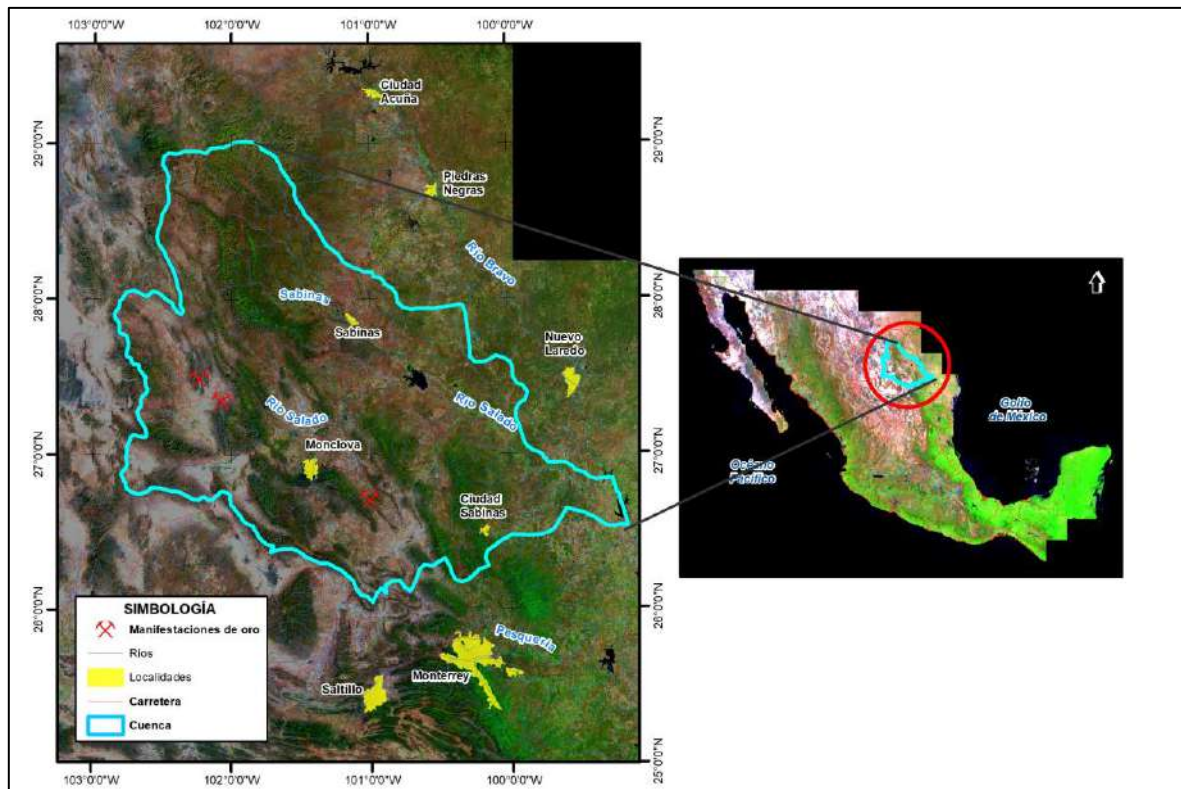 103°0'0"W
102°0'0"W
101°0'0"W
100°0'0"W
29°0'0"N
28°0'0"N
27°0'0"N
26°0'0"N
29°0'0"N
28°0'0"N
27°0'0"N
26°0'0"N
25°0'0"N
Ciudad
Acuña
Piedras
Negras
Río Bravo
Sabinas
Sabinas
Nuevo
Laredo
Río Salado
Río Salado
Monclova
Ciudad
Sabinas
Pesquería
Monterrey
Saltillo
SIMBOLOGÍA
Manifestaciones de oro
Ríos
Localidades
Carretera
Cuenca
103°0'0"W
102°0'0"W
101°0'0"W
100°0'0"W
Golfo
de México
Océano
Pacífico